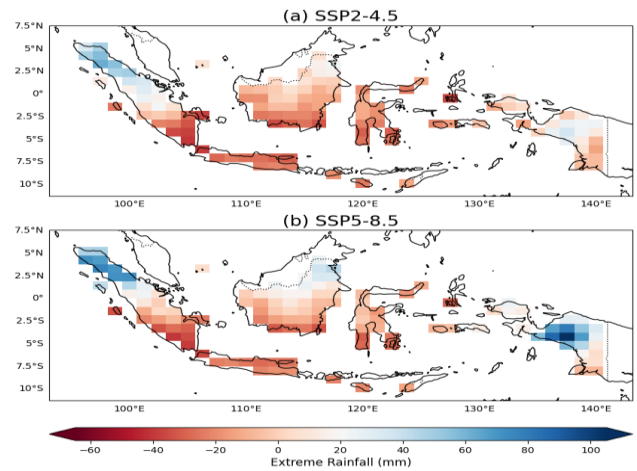 (a) SSP2-4.5
7.5°N
5°N
2.5°N
0°
2.5°S
5°S
7.5°S
10°S
100°E 110°E 120°E 130°E 140°E
(b) SSP5-8.5
7.5°N
5°N
2.5°N
0°
2.5°S
5°S
7.5°S
10°S
100°E 110°E 120°E 130°E 140°E
−60 −40 −20 0 20 40 60 80 100
Extreme Rainfall (mm)